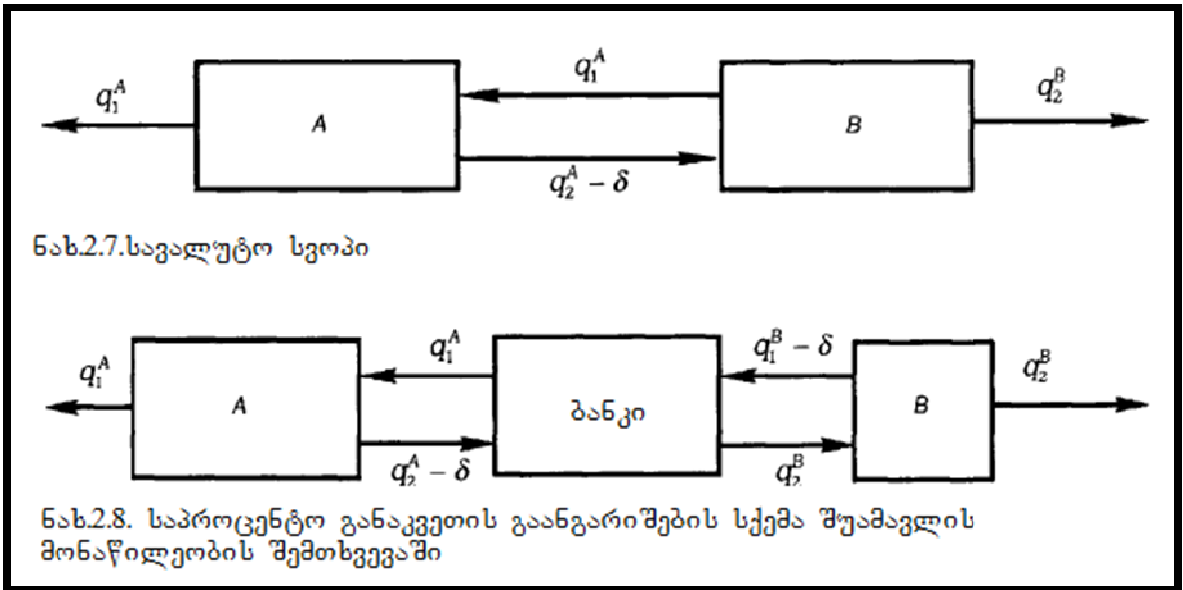 q₁ᴬ
q₁ᴬ
q₂ᴮ
A
B
q₂ᴬ − δ
ნახ.2.7.სავალუტო სვოპი
q₁ᴬ
q₁ᴬ
q₁ᴮ − δ
q₂ᴮ
A
ბანკი
B
q₂ᴬ − δ
q₂ᴮ
ნახ.2.8. საპროცენტო განაკვეთის გაანგარიშების სქემა შუამავლის
მონაწილეობის შემთხვევაში